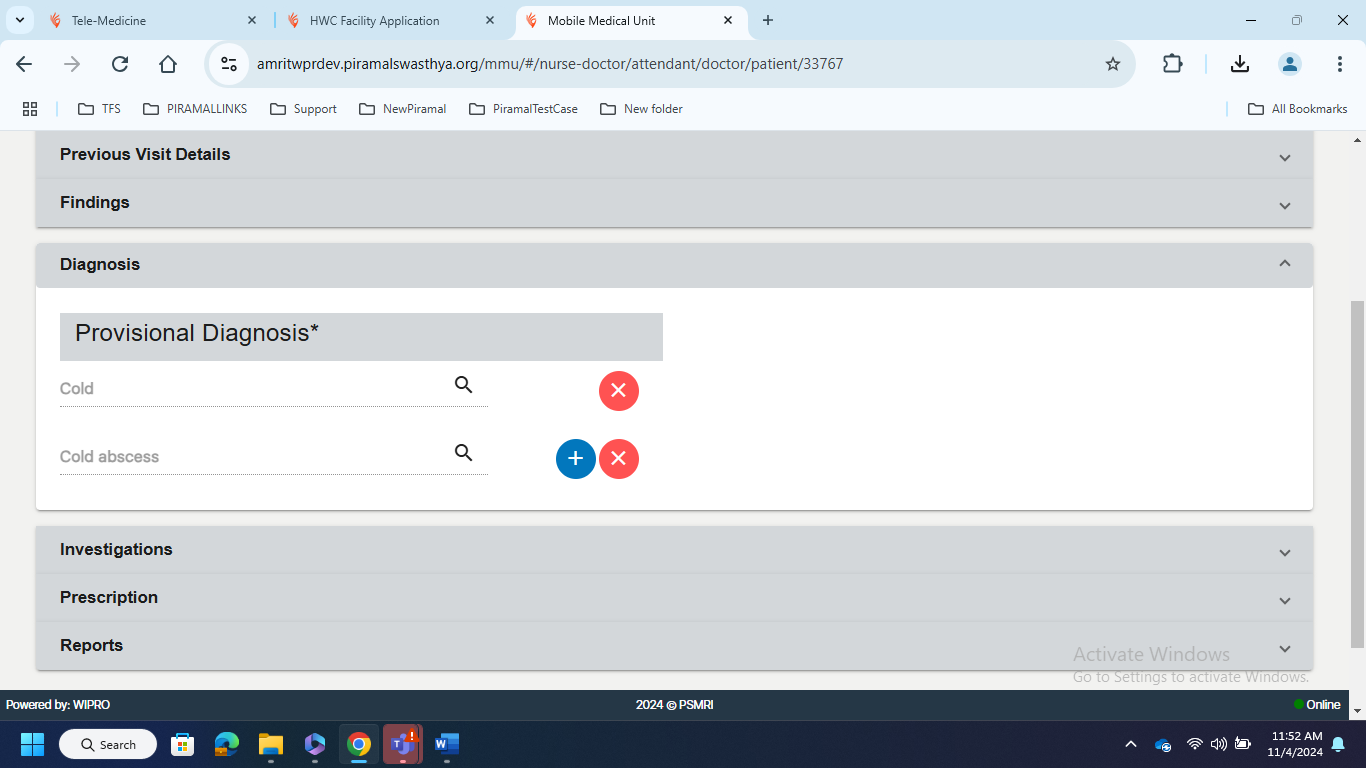 Tele-Medicine
HWC Facility Application
Mobile Medical Unit
amritwprdev.piramalswasthya.org/mmu/#/nurse-doctor/attendant/doctor/patient/33767
TFS PIRAMALLINKS Support NewPiramal PiramalTestCase New folder All Bookmarks
Previous Visit Details
Findings
Diagnosis
Provisional Diagnosis*
Cold
Cold abscess
Investigations
Prescription
Reports
Activate Windows
Go to Settings to activate Windows.
Powered by: WIPRO 2024 © PSMRI Online
Search
11:52 AM
11/4/2024